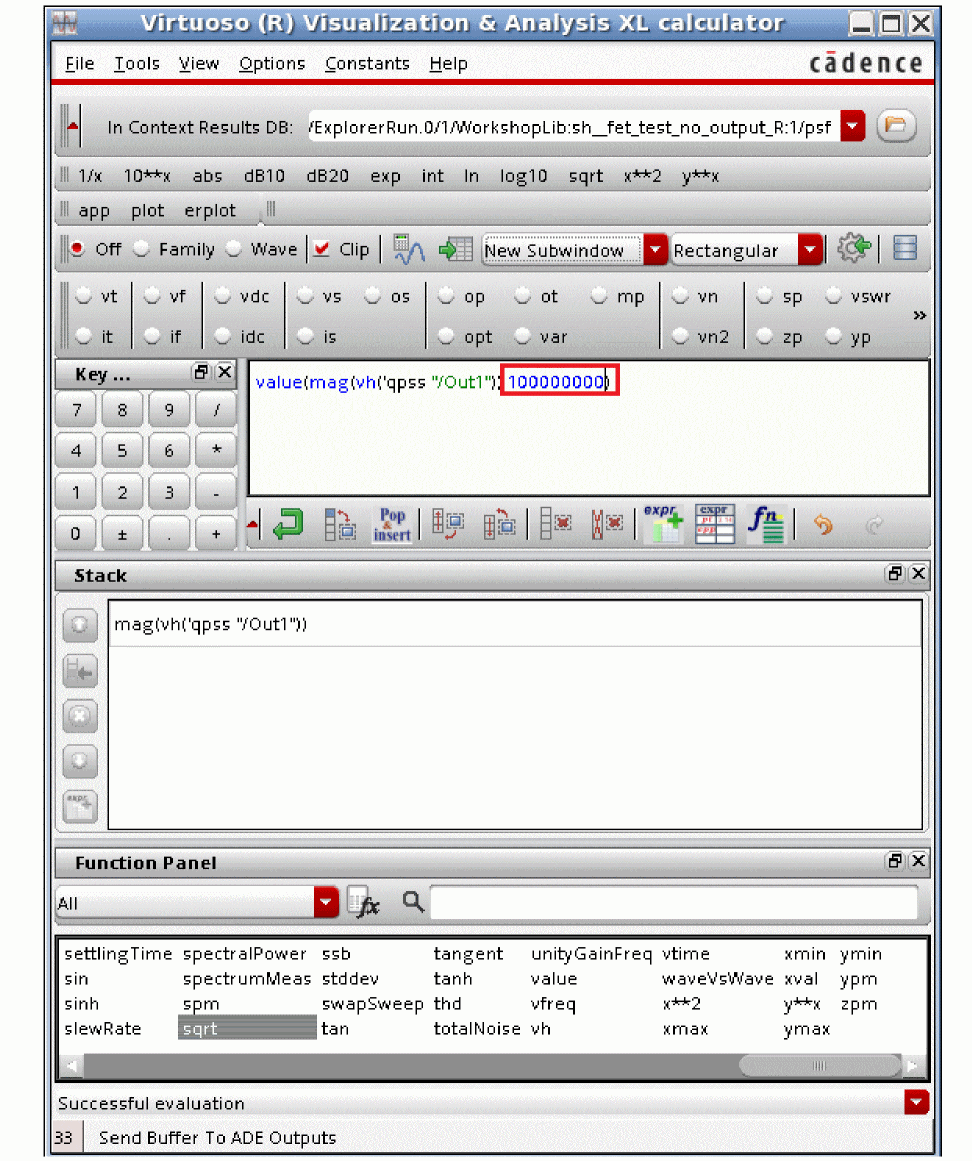 Virtuoso (R) Visualization & Analysis XL calculator
File Tools View Options Constants Help cādence
In Context Results DB: /ExplorerRun.0/1/WorkshopLib:sh__fet_test_no_output_R:1/psf
1/x 10**x abs dB10 dB20 exp int ln log10 sqrt x**2 y**x
app plot erplot
Off Family Wave Clip New Subwindow Rectangular
vt vf vdc vs os op ot mp vn sp vswr
it if idc is opt var vn2 zp yp
»
Key ...
7 8 9 /
4 5 6 *
1 2 3 -
0 ± . +
value(mag(vh('qpss "/Out1")) 100000000)
Pop & insert expr expr fn
Stack
mag(vh('qpss "/Out1"))
expr
Function Panel
All fx
settlingTime spectralPower ssb tangent unityGainFreq vtime xmin ymin
sin spectrumMeas stddev tanh value waveVsWave xval ypm
sinh spm swapSweep thd vfreq x**2 y**x zpm
slewRate sqrt tan totalNoise vh xmax ymax
Successful evaluation
33 Send Buffer To ADE Outputs